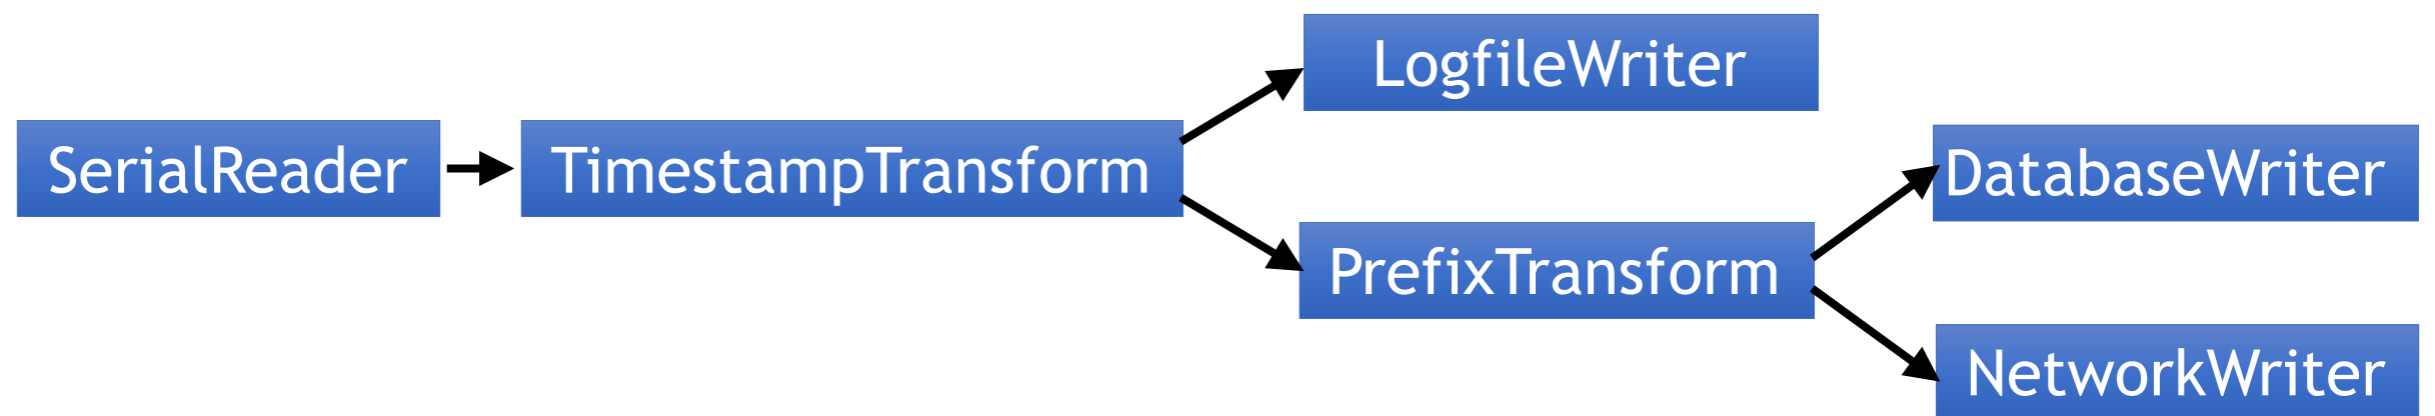 SerialReader
TimestampTransform
LogfileWriter
PrefixTransform
DatabaseWriter
NetworkWriter